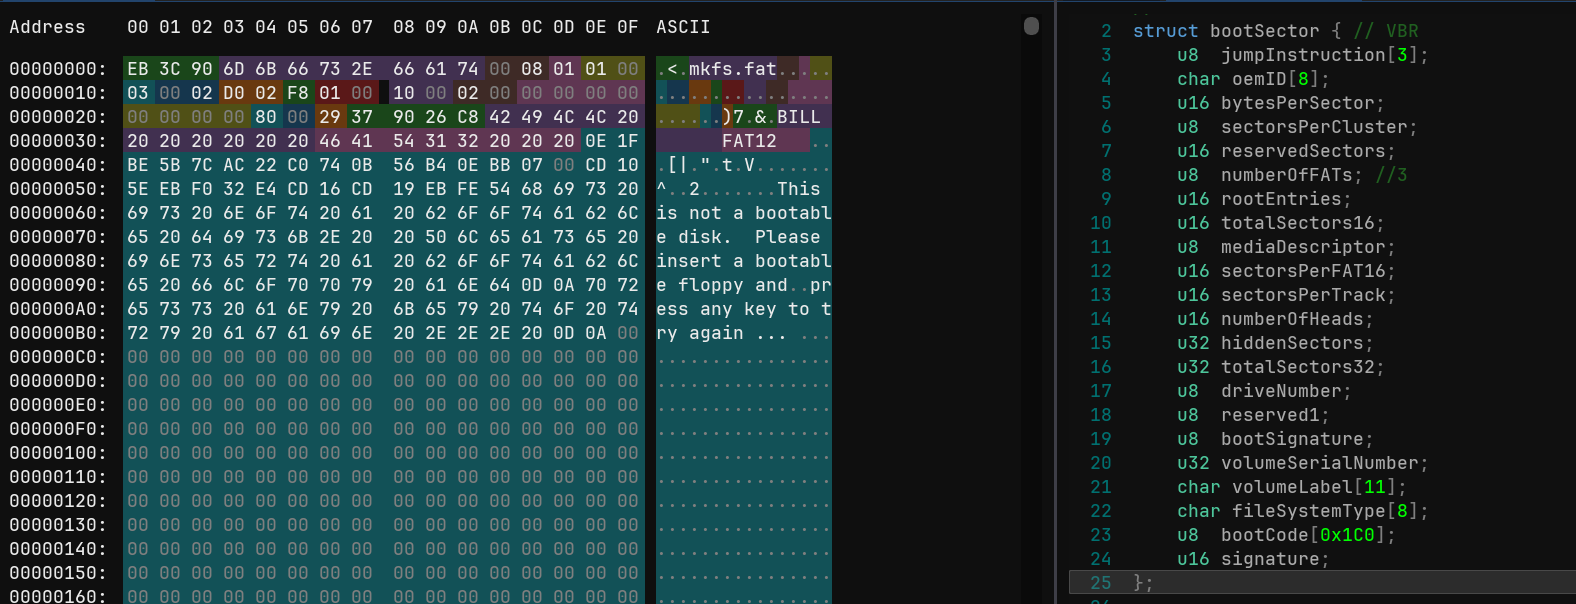 Address    00 01 02 03 04 05 06 07  08 09 0A 0B 0C 0D 0E 0F  ASCII
00000000:  EB 3C 90 6D 6B 66 73 2E  66 61 74 00 08 01 01 00  .<.mkfs.fat.....
00000010:  03 00 02 D0 02 F8 01 00  10 00 02 00 00 00 00 00  ................
00000020:  00 00 00 00 80 00 29 37  90 26 C8 42 49 4C 4C 20  ......)7.&.BILL
00000030:  20 20 20 20 20 20 46 41  54 31 32 20 20 20 0E 1F        FAT12   ..
00000040:  BE 5B 7C AC 22 C0 74 0B  56 B4 0E BB 07 00 CD 10  .[|.".t.V.......
00000050:  5E EB F0 32 E4 CD 16 CD  19 EB FE 54 68 69 73 20  ^..2.......This
00000060:  69 73 20 6E 6F 74 20 61  20 62 6F 6F 74 61 62 6C  is not a bootabl
00000070:  65 20 64 69 73 6B 2E 20  20 50 6C 65 61 73 65 20  e disk.  Please
00000080:  69 6E 73 65 72 74 20 61  20 62 6F 6F 74 61 62 6C  insert a bootabl
00000090:  65 20 66 6C 6F 70 70 79  20 61 6E 64 0D 0A 70 72  e floppy and..pr
000000A0:  65 73 73 20 61 6E 79 20  6B 65 79 20 74 6F 20 74  ess any key to t
000000B0:  72 79 20 61 67 61 69 6E  20 2E 2E 2E 20 0D 0A 00  ry again ... ...
000000C0:  00 00 00 00 00 00 00 00  00 00 00 00 00 00 00 00  ................
000000D0:  00 00 00 00 00 00 00 00  00 00 00 00 00 00 00 00  ................
000000E0:  00 00 00 00 00 00 00 00  00 00 00 00 00 00 00 00  ................
000000F0:  00 00 00 00 00 00 00 00  00 00 00 00 00 00 00 00  ................
00000100:  00 00 00 00 00 00 00 00  00 00 00 00 00 00 00 00  ................
00000110:  00 00 00 00 00 00 00 00  00 00 00 00 00 00 00 00  ................
00000120:  00 00 00 00 00 00 00 00  00 00 00 00 00 00 00 00  ................
00000130:  00 00 00 00 00 00 00 00  00 00 00 00 00 00 00 00  ................
00000140:  00 00 00 00 00 00 00 00  00 00 00 00 00 00 00 00  ................
00000150:  00 00 00 00 00 00 00 00  00 00 00 00 00 00 00 00  ................
00000160:  00 00 00 00 00 00 00 00  00 00 00 00 00 00 00 00  ................
2  struct bootSector { // VBR
3      u8  jumpInstruction[3];
4      char oemID[8];
5      u16 bytesPerSector;
6      u8  sectorsPerCluster;
7      u16 reservedSectors;
8      u8  numberOfFATs; //3
9      u16 rootEntries;
10     u16 totalSectors16;
11     u8  mediaDescriptor;
12     u16 sectorsPerFAT16;
13     u16 sectorsPerTrack;
14     u16 numberOfHeads;
15     u32 hiddenSectors;
16     u32 totalSectors32;
17     u8  driveNumber;
18     u8  reserved1;
19     u8  bootSignature;
20     u32 volumeSerialNumber;
21     char volumeLabel[11];
22     char fileSystemType[8];
23     u8  bootCode[0x1C0];
24     u16 signature;
25 };